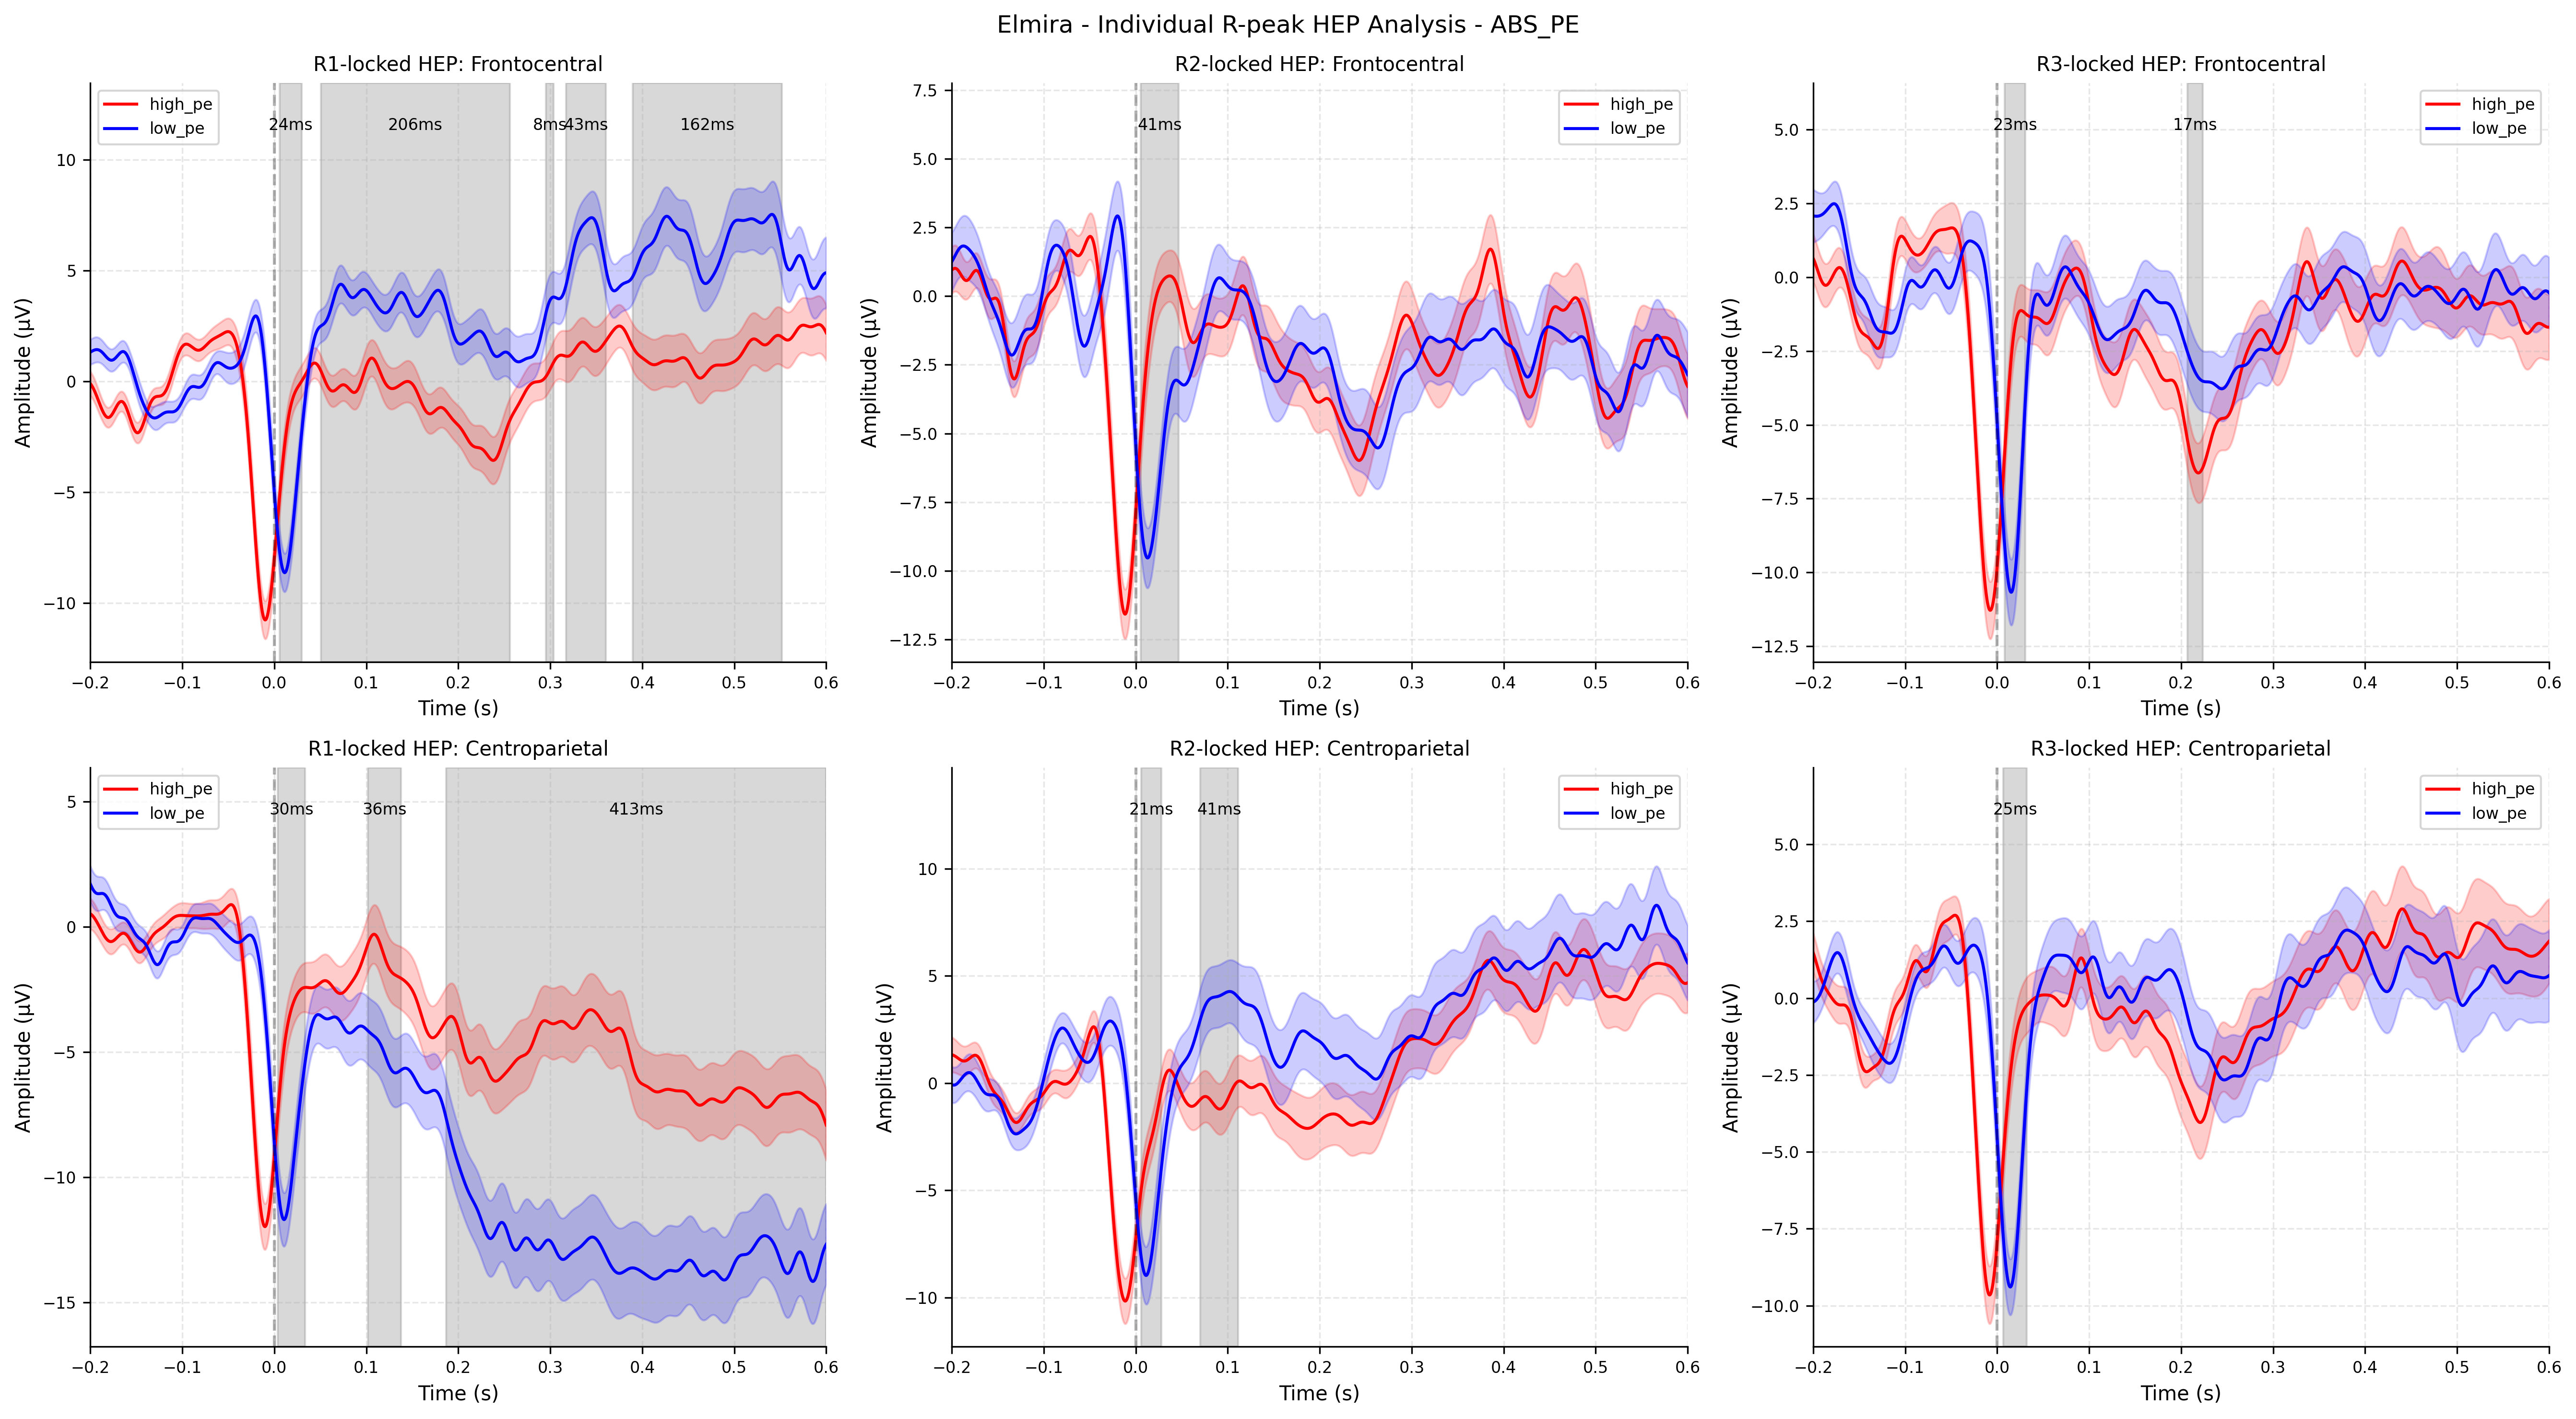 Elmira - Individual R-peak HEP Analysis - ABS_PE
R1-locked HEP: Frontocentral
high_pe
low_pe
24ms
206ms
8ms
43ms
162ms
Amplitude (µV)
10
5
0
−5
−10
−0.2
−0.1
0.0
0.1
0.2
0.3
0.4
0.5
0.6
Time (s)
R2-locked HEP: Frontocentral
high_pe
low_pe
41ms
Amplitude (µV)
7.5
5.0
2.5
0.0
−2.5
−5.0
−7.5
−10.0
−12.5
−0.2
−0.1
0.0
0.1
0.2
0.3
0.4
0.5
0.6
Time (s)
R3-locked HEP: Frontocentral
high_pe
low_pe
23ms
17ms
Amplitude (µV)
5.0
2.5
0.0
−2.5
−5.0
−7.5
−10.0
−12.5
−0.2
−0.1
0.0
0.1
0.2
0.3
0.4
0.5
0.6
Time (s)
R1-locked HEP: Centroparietal
high_pe
low_pe
30ms
36ms
413ms
Amplitude (µV)
5
0
−5
−10
−15
−0.2
−0.1
0.0
0.1
0.2
0.3
0.4
0.5
0.6
Time (s)
R2-locked HEP: Centroparietal
high_pe
low_pe
21ms
41ms
Amplitude (µV)
10
5
0
−5
−10
−0.2
−0.1
0.0
0.1
0.2
0.3
0.4
0.5
0.6
Time (s)
R3-locked HEP: Centroparietal
high_pe
low_pe
25ms
Amplitude (µV)
5.0
2.5
0.0
−2.5
−5.0
−7.5
−10.0
−0.2
−0.1
0.0
0.1
0.2
0.3
0.4
0.5
0.6
Time (s)